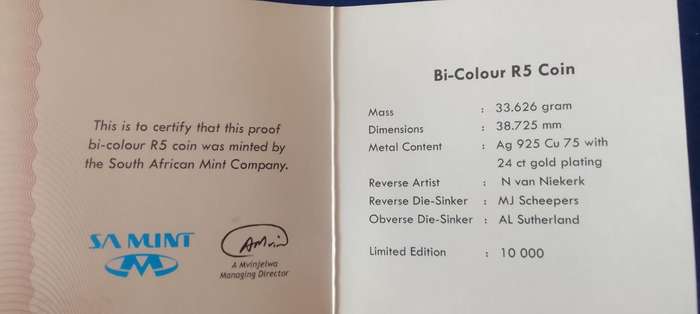 This is to certify that this proof
bi-colour R5 coin was minted by
the South African Mint Company.
SA MINT
AMvin
A Mvinjelwa
Managing Director
Bi-Colour R5 Coin
Mass : 33.626 gram
Dimensions : 38.725 mm
Metal Content : Ag 925 Cu 75 with
24 ct gold plating
Reverse Artist : N van Niekerk
Reverse Die-Sinker : MJ Scheepers
Obverse Die-Sinker : AL Sutherland
Limited Edition : 10 000